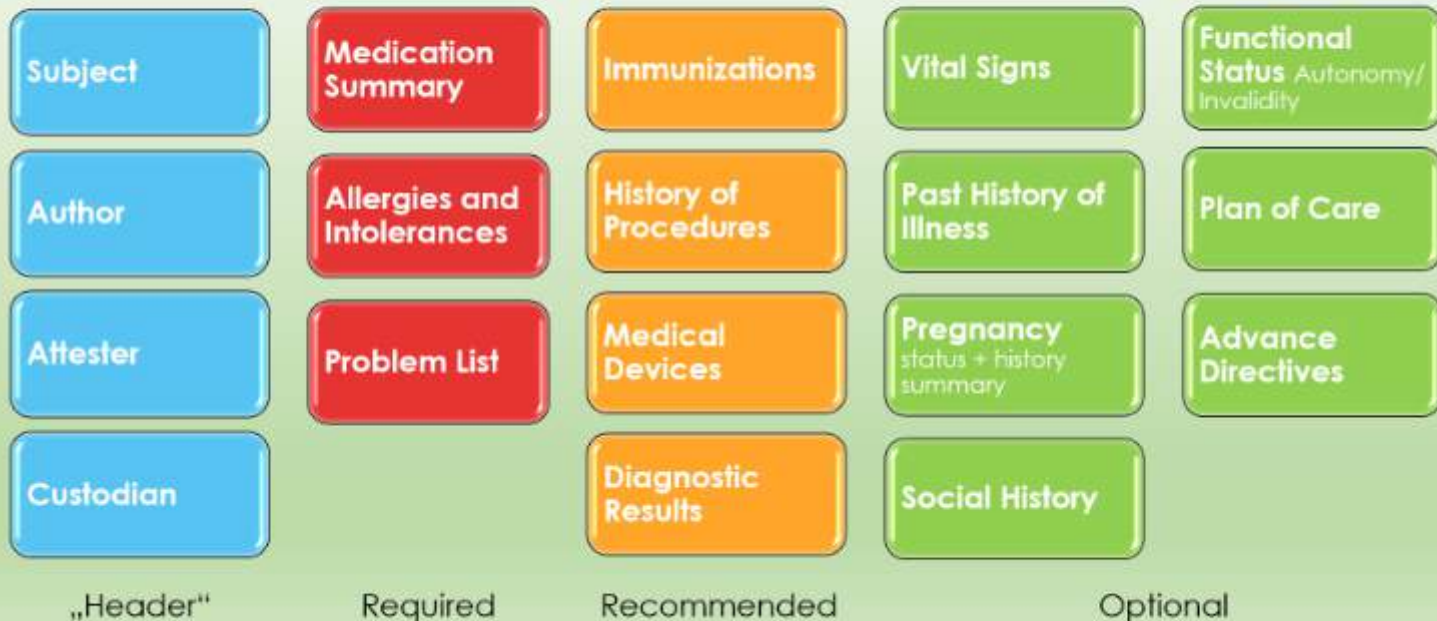 Subject
Author
Attester
Custodian
Medication
Summary
Allergies and
Intolerances
Problem List
Immunizations
History of
Procedures
Medical
Devices
Diagnostic
Results
Vital Signs
Past History of
Illness
Pregnancy
status + history
summary
Social History
Functional
Status Autonomy/
Invalidity
Plan of Care
Advance
Directives
„Header“
Required
Recommended
Optional